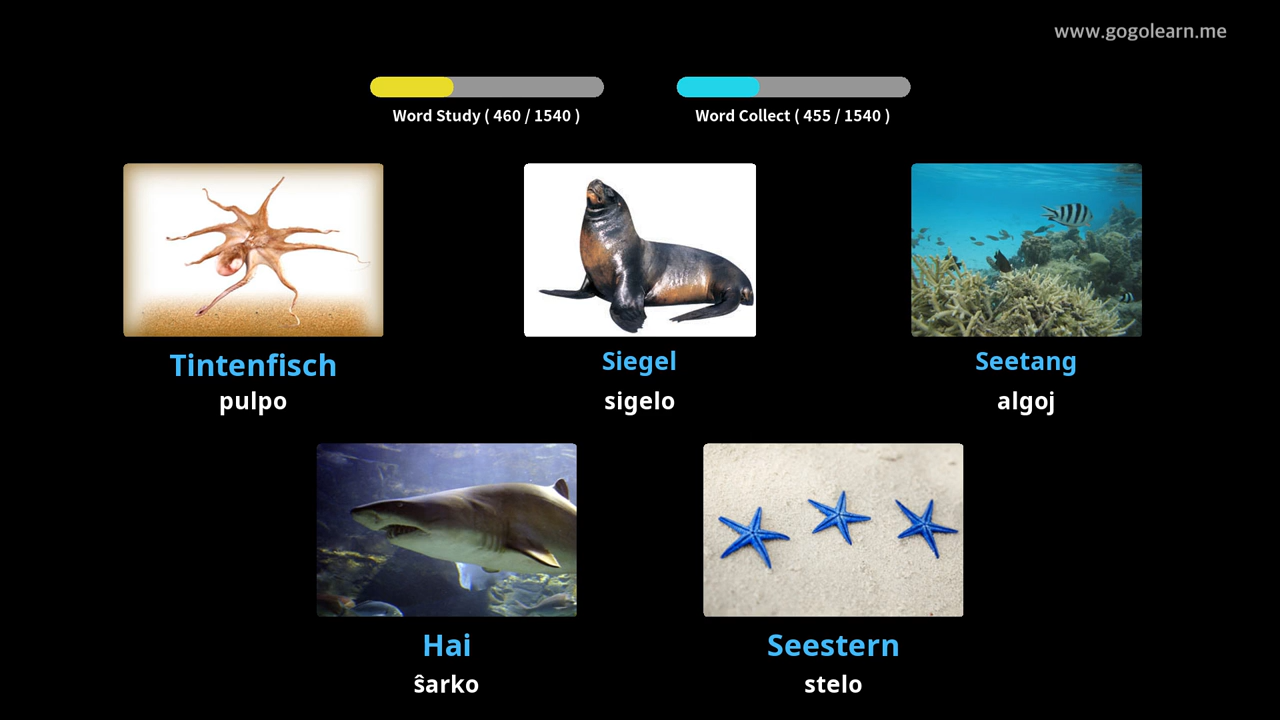 www.gogolearn.me
Word Study ( 460 / 1540 )
Word Collect ( 455 / 1540 )
Tintenfisch
pulpo
Siegel
sigelo
Seetang
algoj
Hai
ŝarko
Seestern
stelo